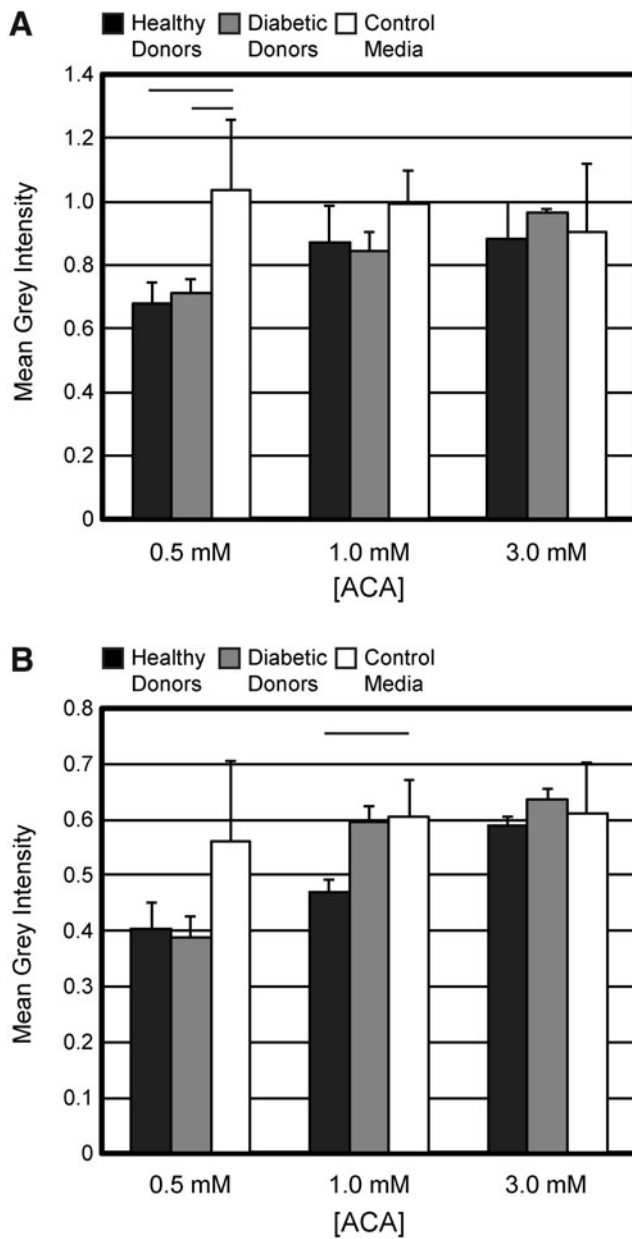 A
Healthy Donors
Diabetic Donors
Control Media
1.4
1.2
1.0
0.8
0.6
0.4
0.2
0
Mean Grey Intensity
0.5 mM
1.0 mM
3.0 mM
[ACA]
B
Healthy Donors
Diabetic Donors
Control Media
0.8
0.7
0.6
0.5
0.4
0.3
0.2
0.1
0
Mean Grey Intensity
0.5 mM
1.0 mM
3.0 mM
[ACA]